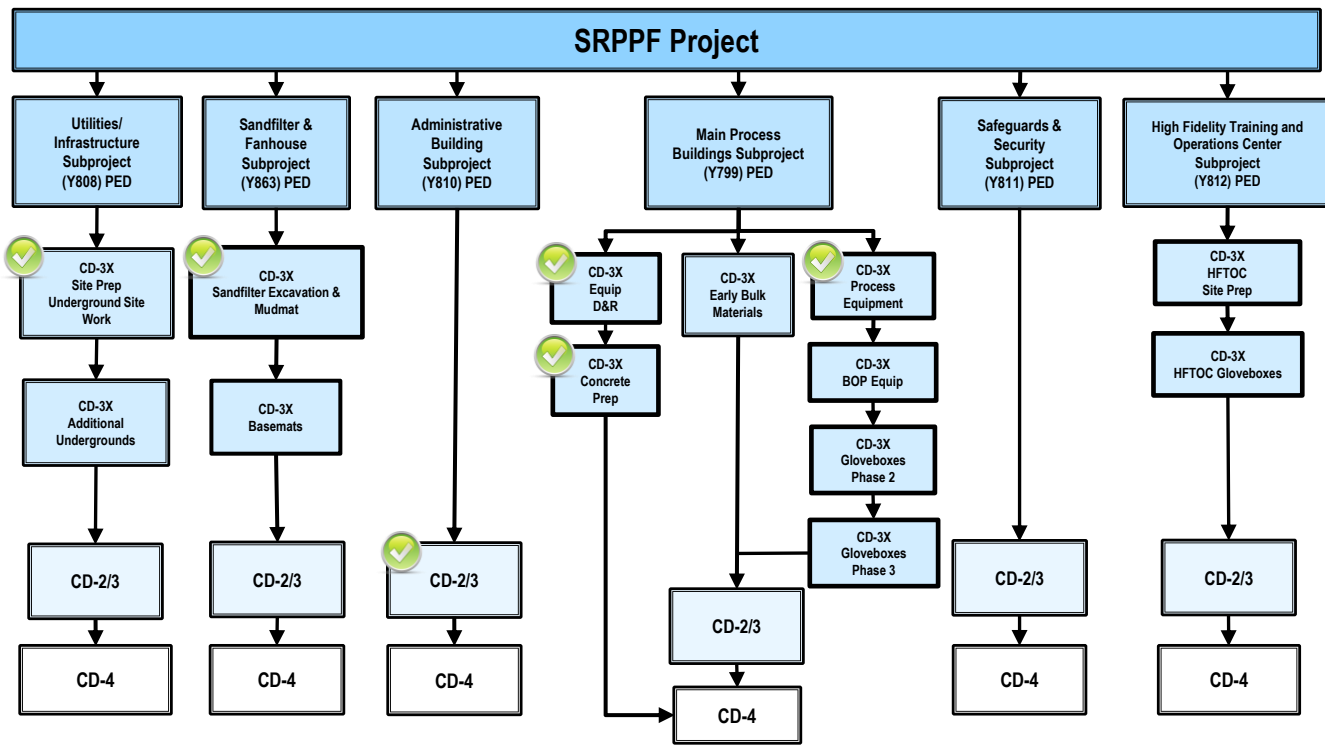 SRPPF Project
Utilities/
Infrastructure
Subproject
(Y808) PED
Sandfilter &
Fanhouse
Subproject
(Y863) PED
Administrative
Building
Subproject
(Y810) PED
Main Process
Buildings Subproject
(Y799) PED
Safeguards &
Security
Subproject
(Y811) PED
High Fidelity Training and
Operations Center
Subproject
(Y812) PED
CD-3X
Site Prep
Underground Site
Work
CD-3X
Sandfilter Excavation &
Mudmat
CD-3X
Equip
D&R
CD-3X
Early Bulk
Materials
CD-3X
Process
Equipment
CD-3X
HFTOC
Site Prep
CD-3X
Concrete
Prep
CD-3X
BOP Equip
CD-3X
HFTOC Gloveboxes
CD-3X
Additional
Undergrounds
CD-3X
Basemats
CD-3X
Gloveboxes
Phase 2
CD-3X
Gloveboxes
Phase 3
CD-2/3
CD-2/3
CD-2/3
CD-2/3
CD-2/3
CD-2/3
CD-4
CD-4
CD-4
CD-4
CD-4
CD-4